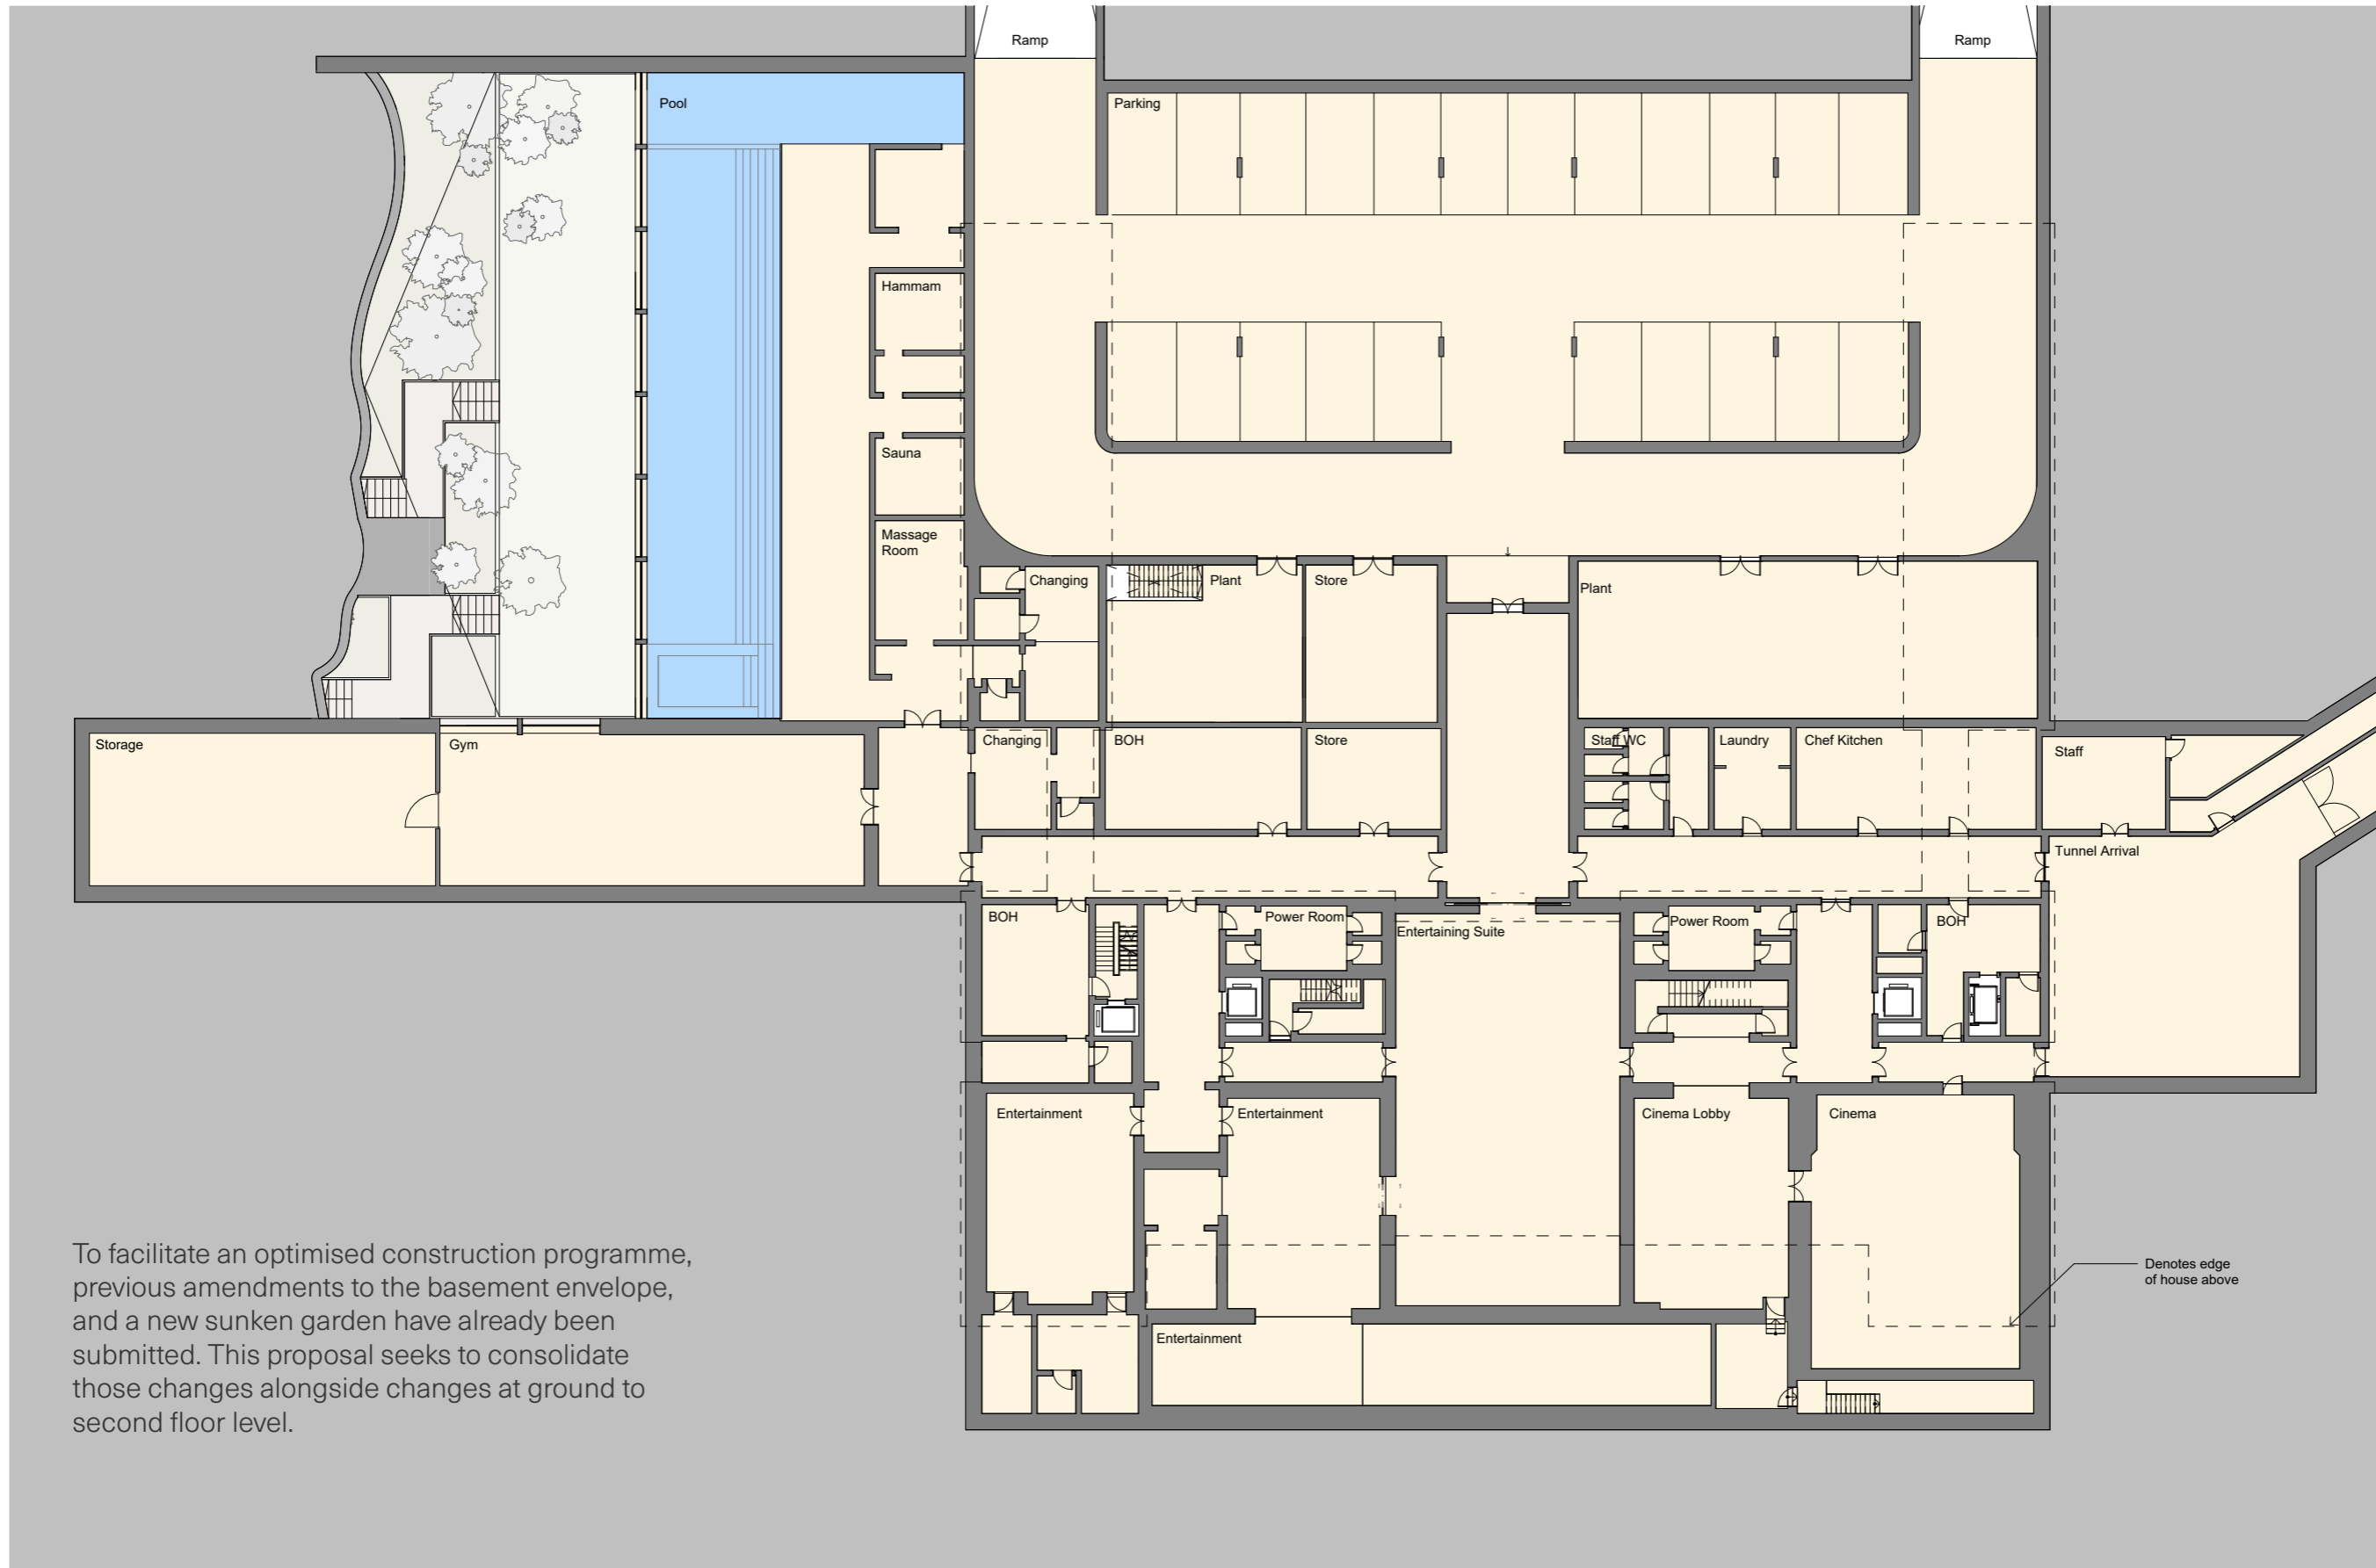 Ramp
Ramp
Pool
Parking
Hammam
Sauna
Massage
Room
Changing
Plant
Store
Plant
Storage
Gym
Changing
BOH
Store
Staff WC
Laundry
Chef Kitchen
Staff
Tunnel Arrival
BOH
Power Room
Entertaining Suite
Power Room
BOH
Entertainment
Entertainment
Cinema Lobby
Cinema
Entertainment
Denotes edge
of house above
To facilitate an optimised construction programme,
previous amendments to the basement envelope,
and a new sunken garden have already been
submitted. This proposal seeks to consolidate
those changes alongside changes at ground to
second floor level.